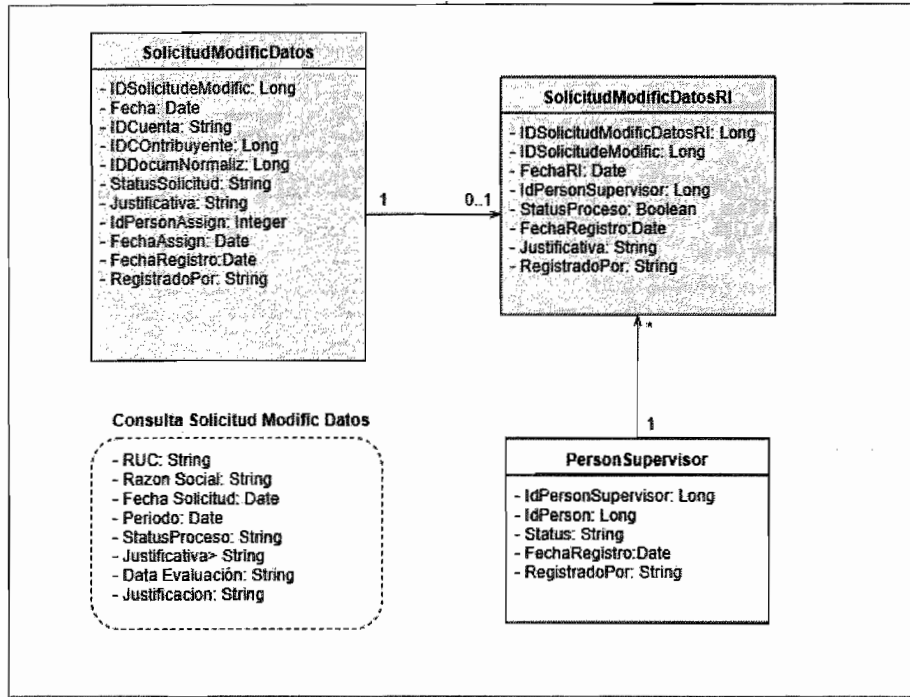 SolicitudModificDatos
- IDSolicitudeModific: Long
- Fecha: Date
- IDCuenta: String
- IDCOntribuyente: Long
- IDDocumNormaliz: Long
- StatusSolicitud: String
- Justificativa: String
- IdPersonAssign: Integer
- FechaAssign: Date
- FechaRegistro:Date
- RegistradoPor: String
1
0..1
SolicitudModificDatosRI
- IDSolicitudModificDatosRI: Long
- IDSolicitudeModific: Long
- FechaRI: Date
- IdPersonSupervisor: Long
- StatusProceso: Boolean
- FechaRegistro:Date
- Justificativa: String
- RegistradoPor: String
*
1
Consulta Solicitud Modific Datos
- RUC: String
- Razon Social: String
- Fecha Solicitud: Date
- Periodo: Date
- StatusProceso: String
- Justificativa> String
- Data Evaluación: String
- Justificacion: String
PersonSupervisor
- IdPersonSupervisor: Long
- IdPerson: Long
- Status: String
- FechaRegistro:Date
- RegistradoPor: String